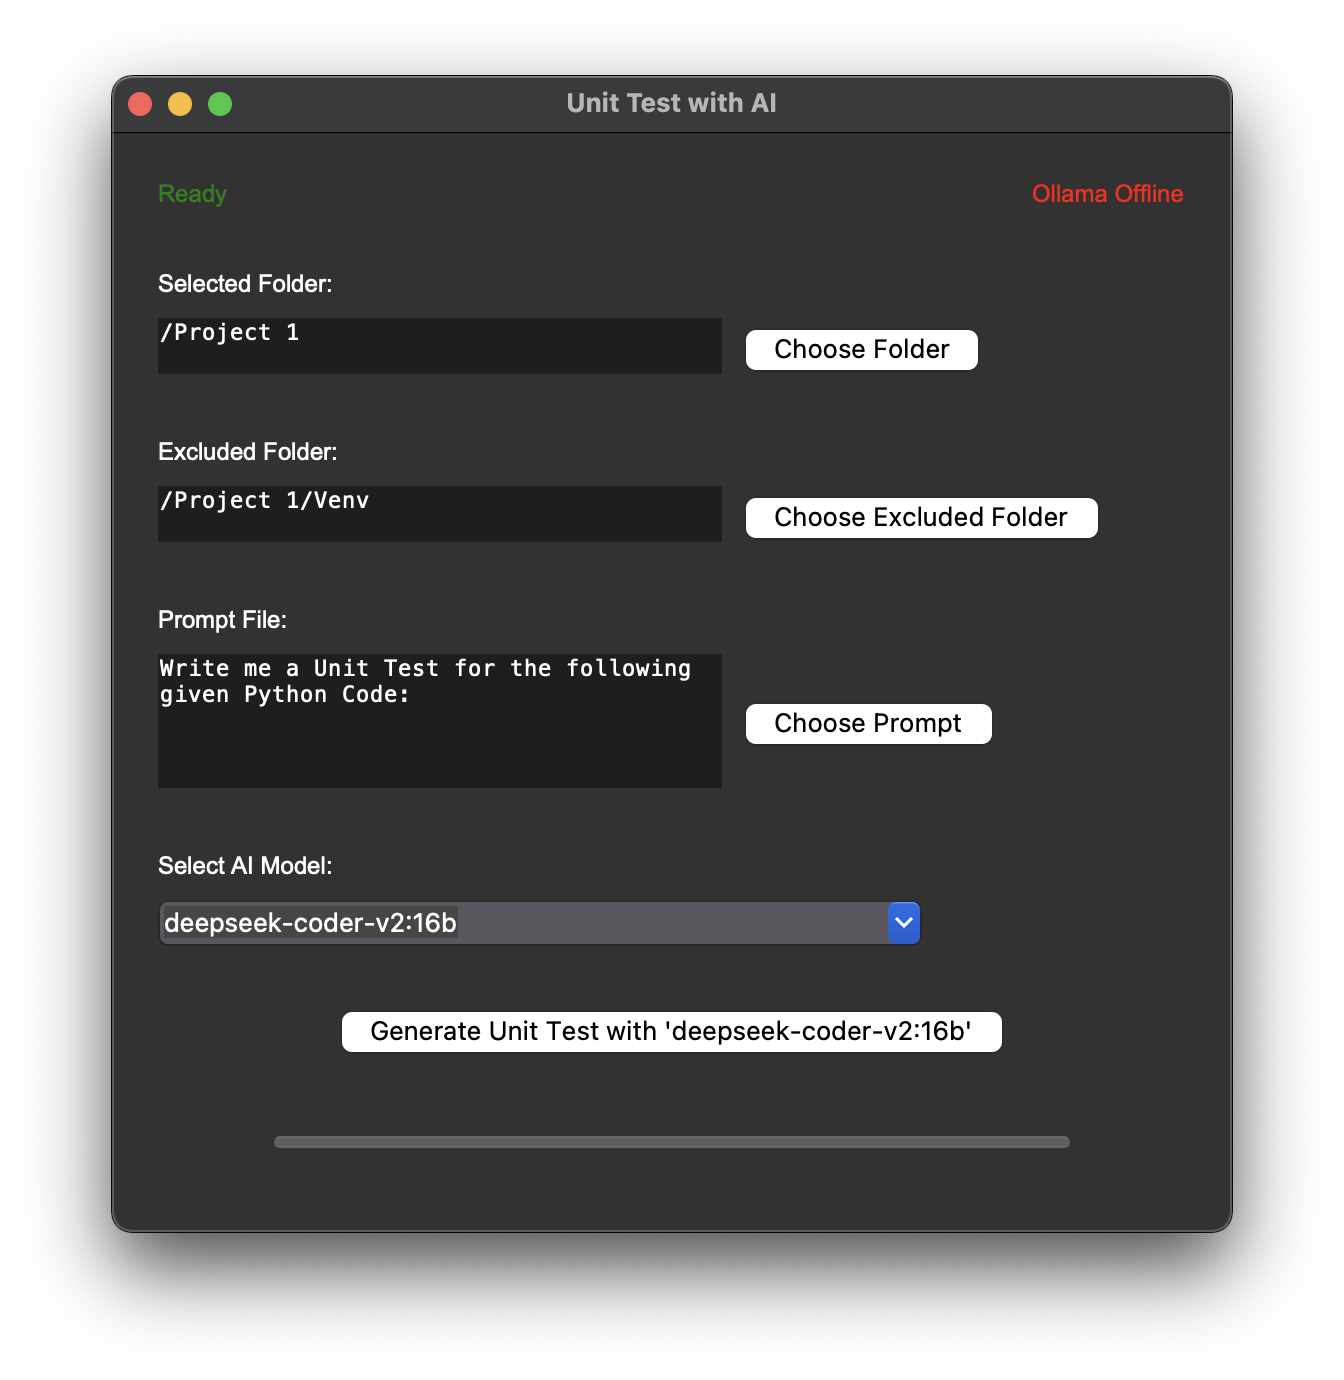 Unit Test with AI
Ready
Ollama Offline
Selected Folder:
/Project 1
Choose Folder
Excluded Folder:
/Project 1/Venv
Choose Excluded Folder
Prompt File:
Write me a Unit Test for the following
given Python Code:
Choose Prompt
Select AI Model:
deepseek-coder-v2:16b
Generate Unit Test with 'deepseek-coder-v2:16b'